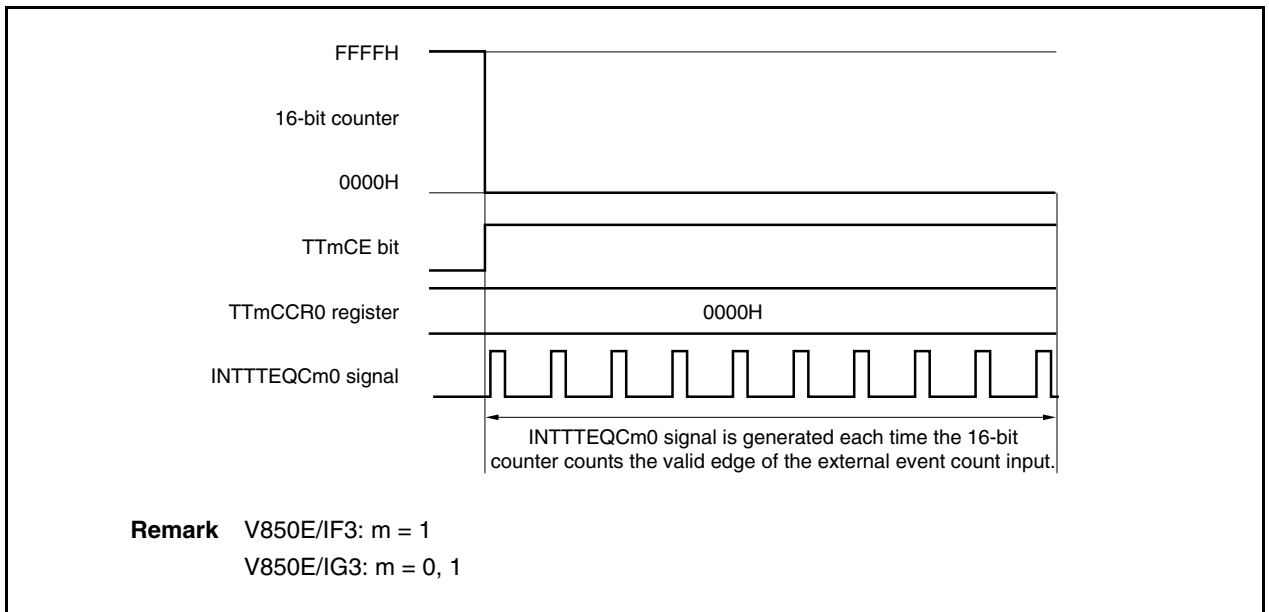 FFFFH
16-bit counter
0000H
TTmCE bit
TTmCCR0 register
0000H
INTTTEQCm0 signal
INTTTEQCm0 signal is generated each time the 16-bit
counter counts the valid edge of the external event count input.
Remark V850E/IF3: m = 1
V850E/IG3: m = 0, 1